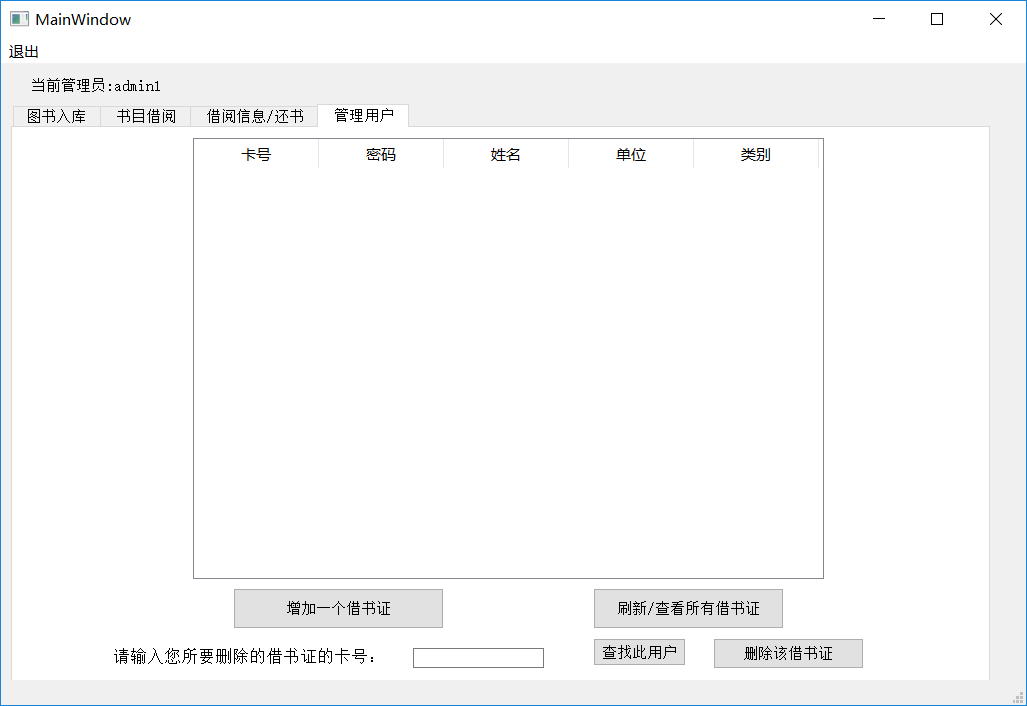 MainWindow
退出
当前管理员:admin1
图书入库 书目借阅 借阅信息/还书 管理用户
卡号 密码 姓名 单位 类别
增加一个借书证 刷新/查看所有借书证
请输入您所要删除的借书证的卡号： 查找此用户 删除该借书证